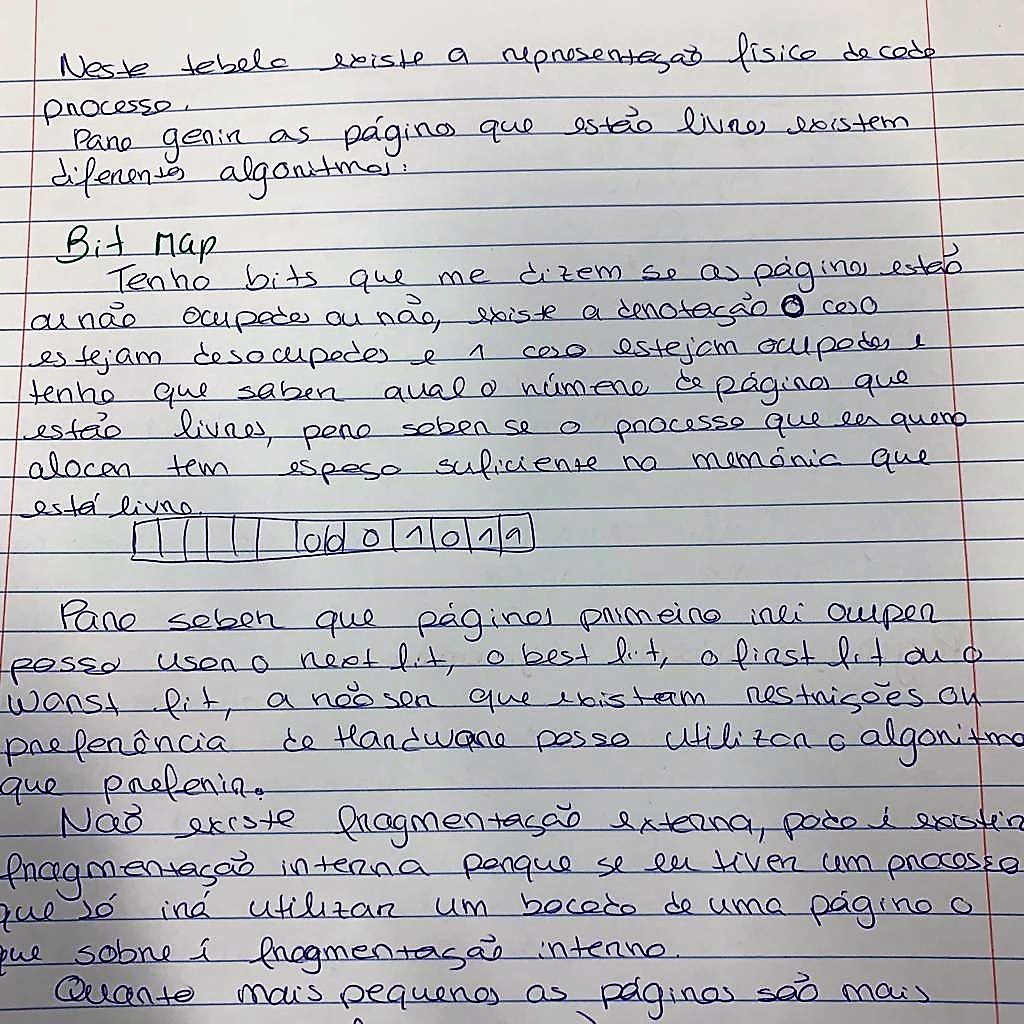 Neste tabela existe a representação físico de cada
processo.
Para gerir as páginas que estão livres existem
diferentes algoritmos:
Bit Map
Tenho bits que me dizem se as páginas estão
ou não ocupadas ou não, existe a denotação 0 caso
estejam desocupadas e 1 caso estejam ocupadas e
tenho que saber qual o número de páginas que
estão livres, para saber se o processo que eu quero
alocar tem espaço suficiente na memória que
está livre.
0 0 0 1 0 1 1
Para saber que páginas primeiro irei ocupar
posso usar o next fit, o best fit, o first fit ou o
worst fit, a não ser que existam restrições ou
preferência de Hardware posso utilizar o algoritmo
que preferir.
Não existe fragmentação externa, pode é existir
fragmentação interna porque se eu tiver um processo
que só irá utilizar um bocado de uma página o
que sobre é fragmentação interna.
Quanto mais pequenas as páginas são mais